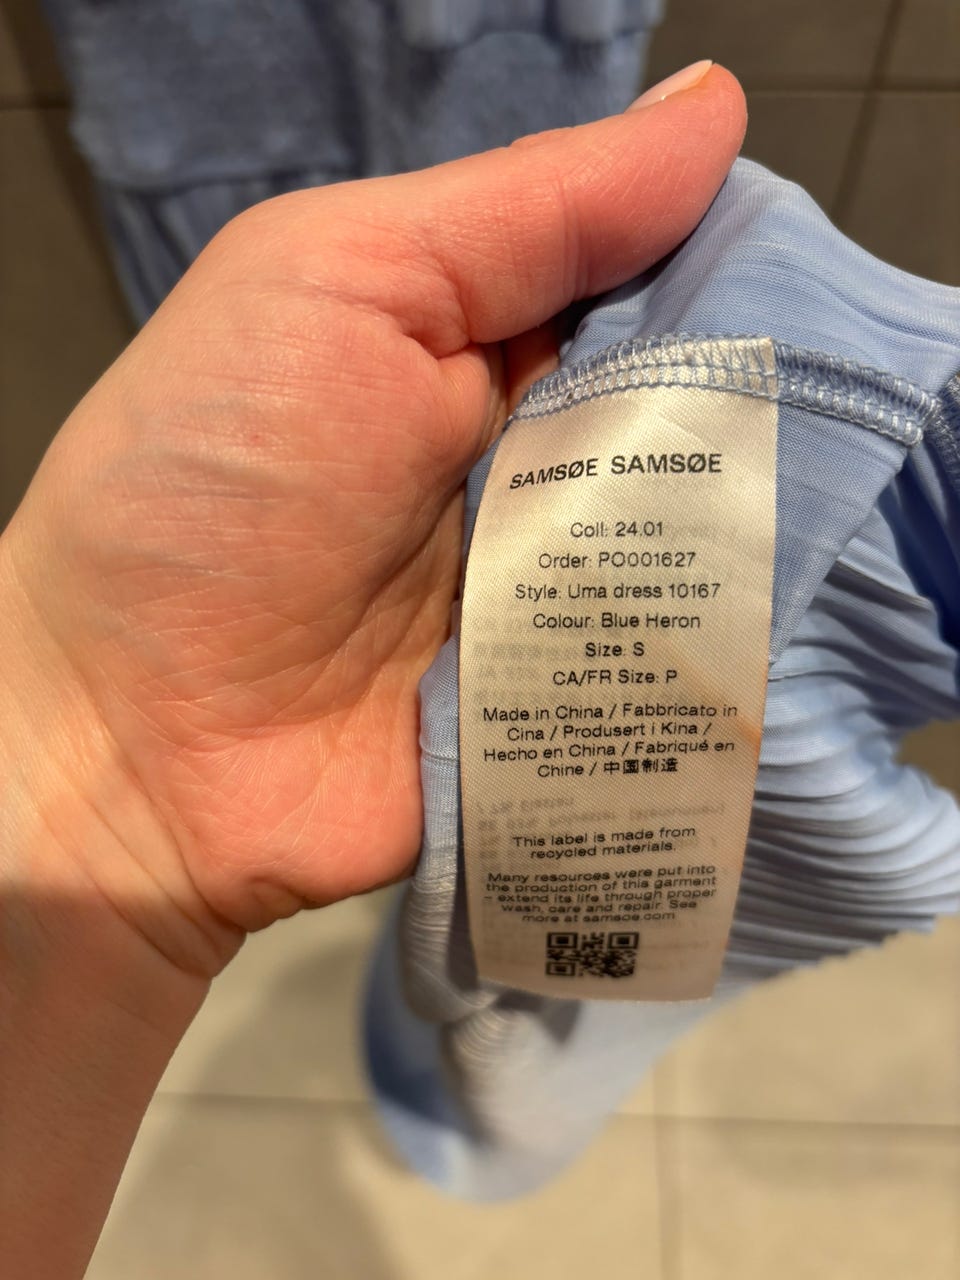 SAMSØE SAMSØE
Coll: 24.01
Order: PO001627
Style: Uma dress 10167
Colour: Blue Heron
Size: S
CA/FR Size: P
Made in China / Fabbricato in
Cina / Produsert i Kina /
Hecho en China / Fabriqué en
Chine / 中国制造
This label is made from
recycled materials.
Many resources were put into
the production of this garment
– extend its life through proper
wash, care and repair. See
more at samsoe.com